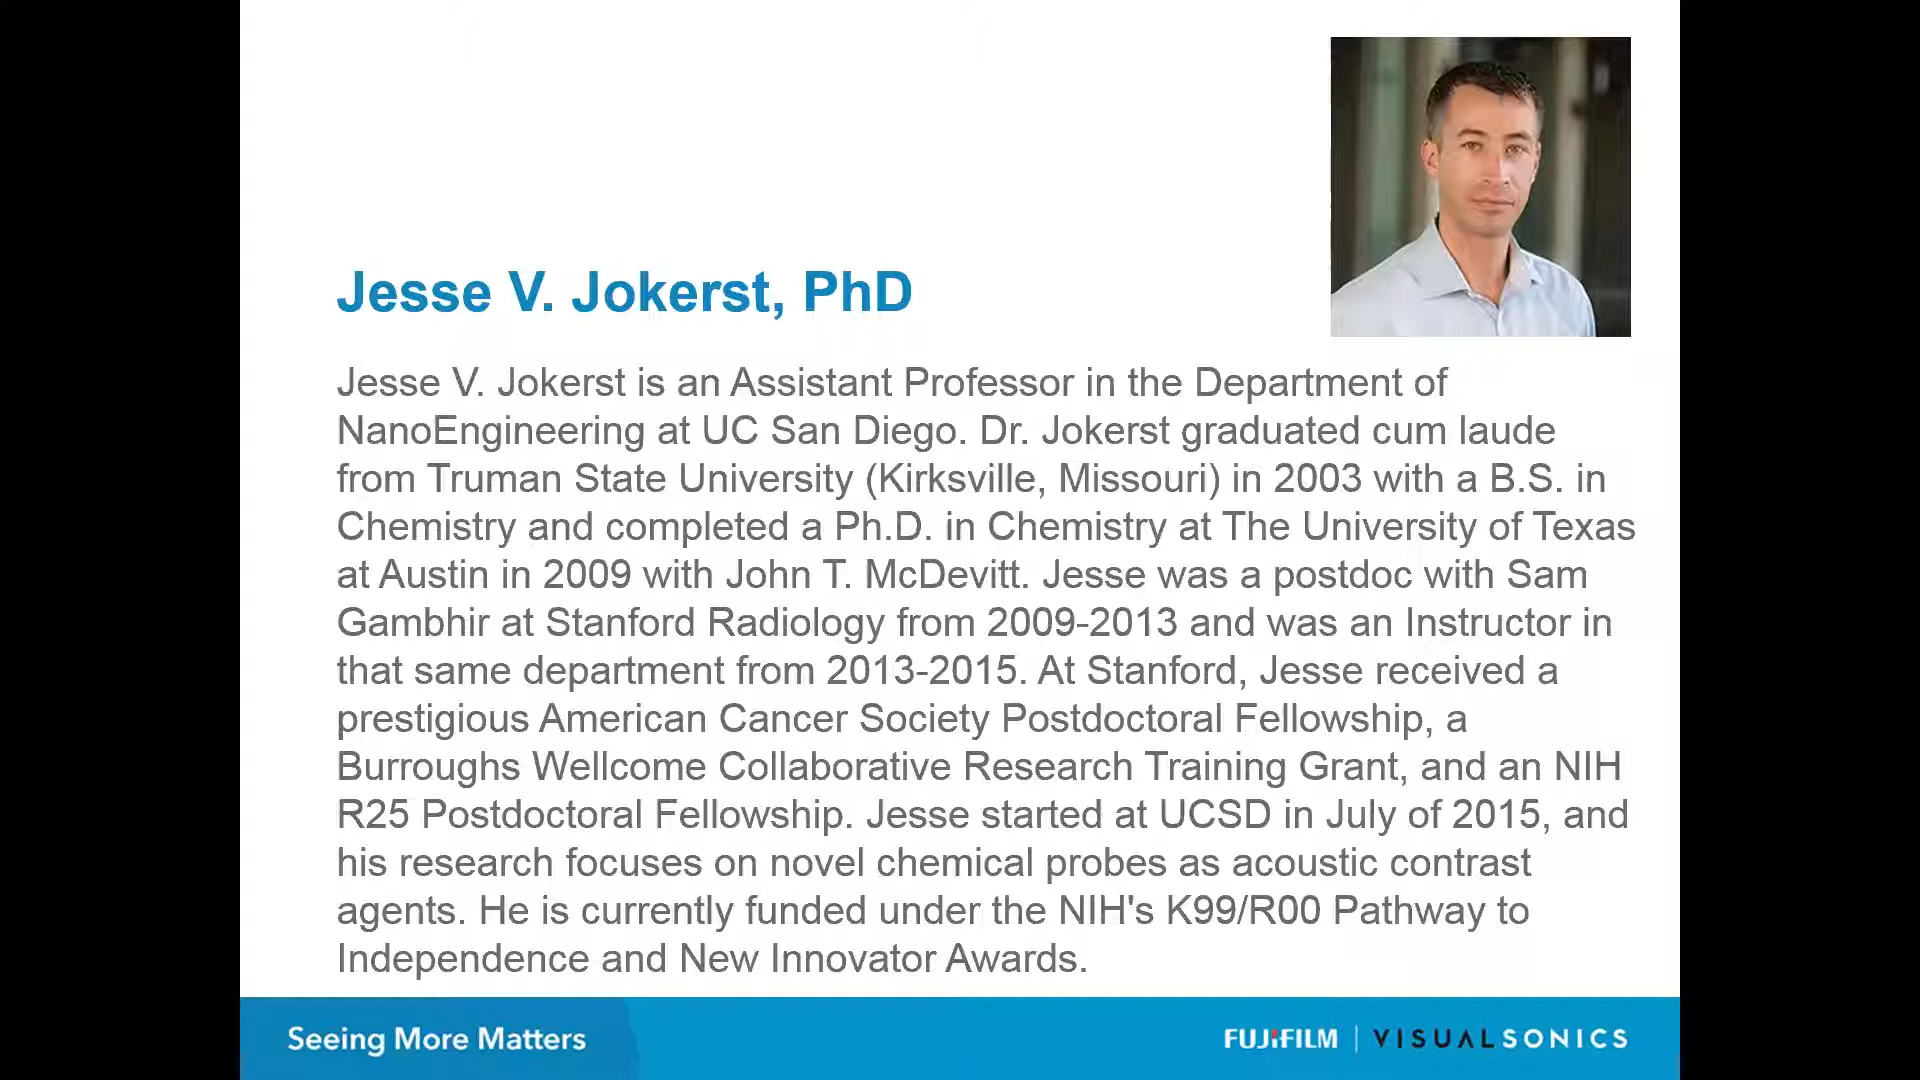 Jesse V. Jokerst, PhD
Jesse V. Jokerst is an Assistant Professor in the Department of
NanoEngineering at UC San Diego. Dr. Jokerst graduated cum laude
from Truman State University (Kirksville, Missouri) in 2003 with a B.S. in
Chemistry and completed a Ph.D. in Chemistry at The University of Texas
at Austin in 2009 with John T. McDevitt. Jesse was a postdoc with Sam
Gambhir at Stanford Radiology from 2009-2013 and was an Instructor in
that same department from 2013-2015. At Stanford, Jesse received a
prestigious American Cancer Society Postdoctoral Fellowship, a
Burroughs Wellcome Collaborative Research Training Grant, and an NIH
R25 Postdoctoral Fellowship. Jesse started at UCSD in July of 2015, and
his research focuses on novel chemical probes as acoustic contrast
agents. He is currently funded under the NIH's K99/R00 Pathway to
Independence and New Innovator Awards.
Seeing More Matters
FUJIFILM | VISUALSONICS